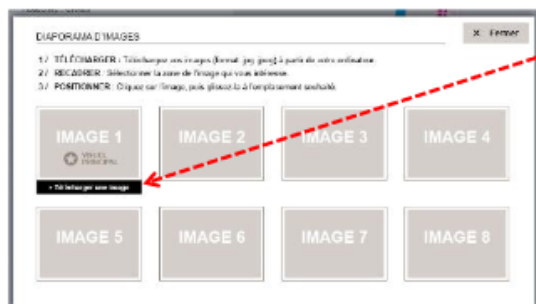 DIAPORAMA D'IMAGES
X Fermer
1 / TÉLÉCHARGER : Téléchargez vos images (format .jpg .jpeg) à partir de votre ordinateur.
2 / RECADRER : Sélectionner la zone de l'image qui vous intéresse.
3 / POSITIONNER : Cliquez sur l'image, puis glissez-la à l'emplacement souhaité.
IMAGE 1 IMAGE 2 IMAGE 3 IMAGE 4
VISUEL
PRINCIPAL
+ Télécharger une image
IMAGE 5 IMAGE 6 IMAGE 7 IMAGE 8